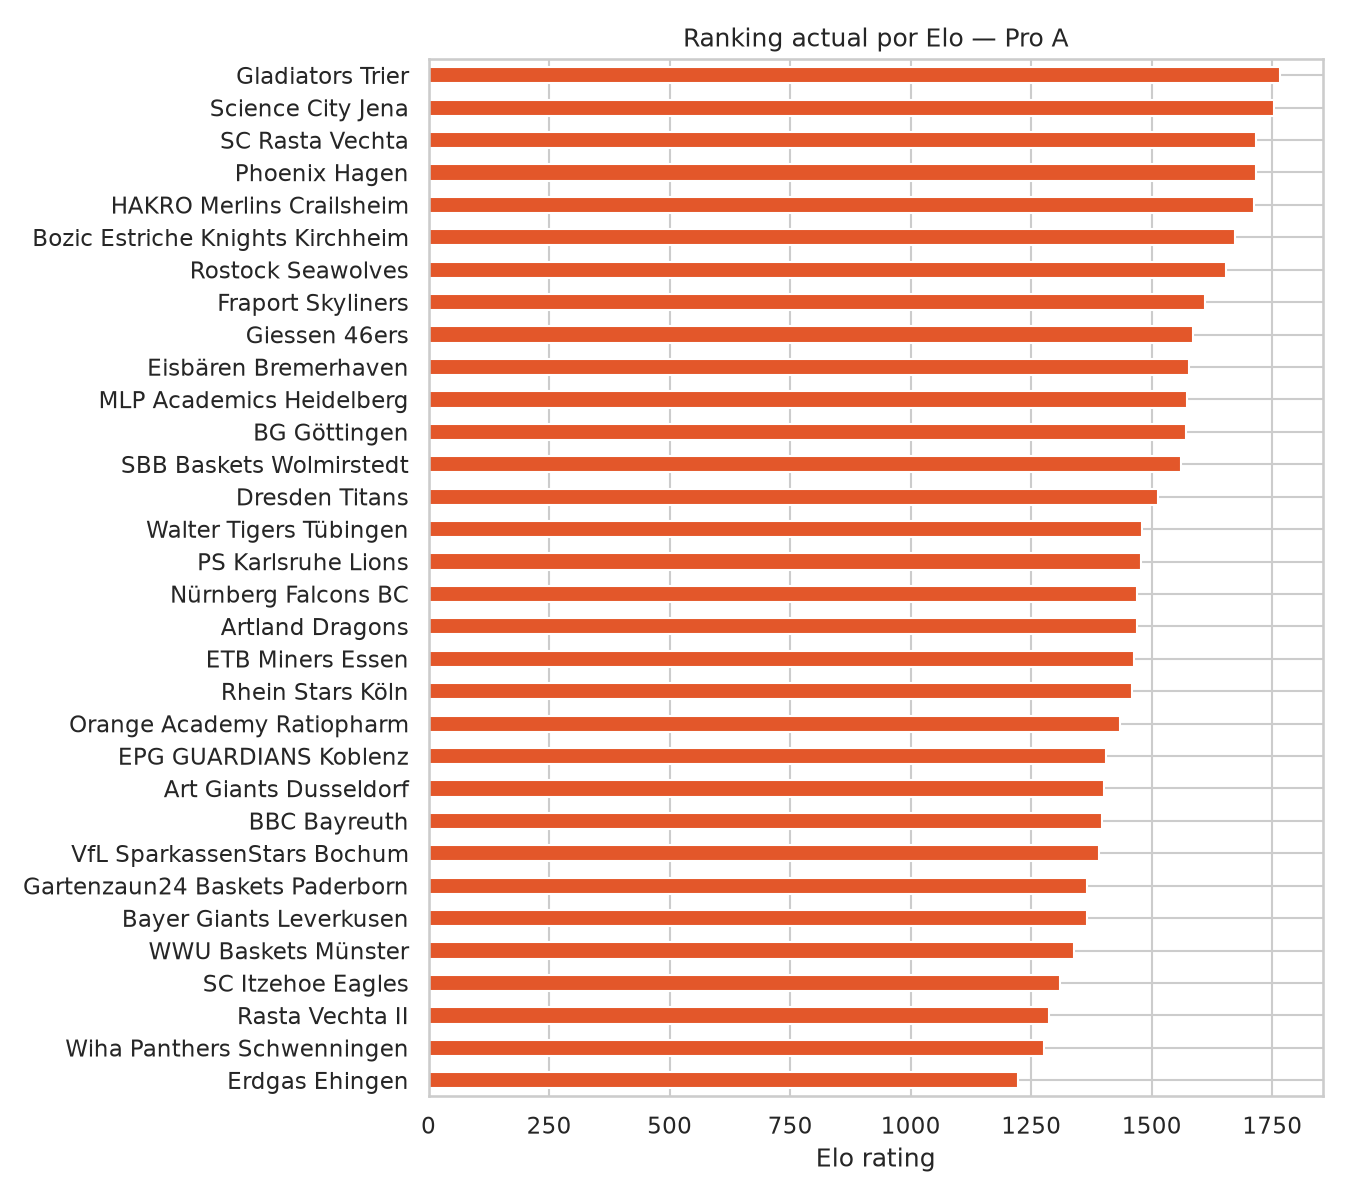 Ranking actual por Elo — Pro A
Gladiators Trier
Science City Jena
SC Rasta Vechta
Phoenix Hagen
HAKRO Merlins Crailsheim
Bozic Estriche Knights Kirchheim
Rostock Seawolves
Fraport Skyliners
Giessen 46ers
Eisbären Bremerhaven
MLP Academics Heidelberg
BG Göttingen
SBB Baskets Wolmirstedt
Dresden Titans
Walter Tigers Tübingen
PS Karlsruhe Lions
Nürnberg Falcons BC
Artland Dragons
ETB Miners Essen
Rhein Stars Köln
Orange Academy Ratiopharm
EPG GUARDIANS Koblenz
Art Giants Dusseldorf
BBC Bayreuth
VfL SparkassenStars Bochum
Gartenzaun24 Baskets Paderborn
Bayer Giants Leverkusen
WWU Baskets Münster
SC Itzehoe Eagles
Rasta Vechta II
Wiha Panthers Schwenningen
Erdgas Ehingen
0 250 500 750 1000 1250 1500 1750
Elo rating